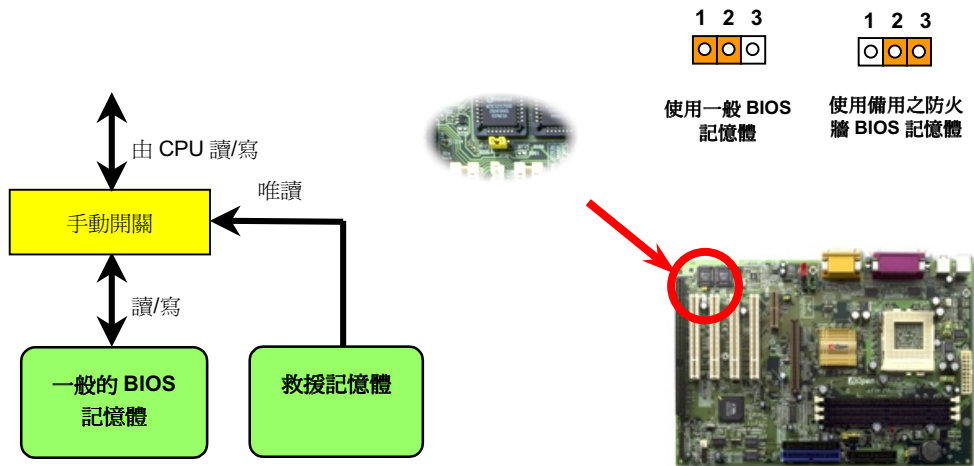 1 2 3
使用一般 BIOS
記憶體
1 2 3
使用備用之防火
牆 BIOS 記憶體
由 CPU 讀/寫
手動開關
唯讀
讀/寫
一般的 BIOS
記憶體
救援記憶體
AOpen